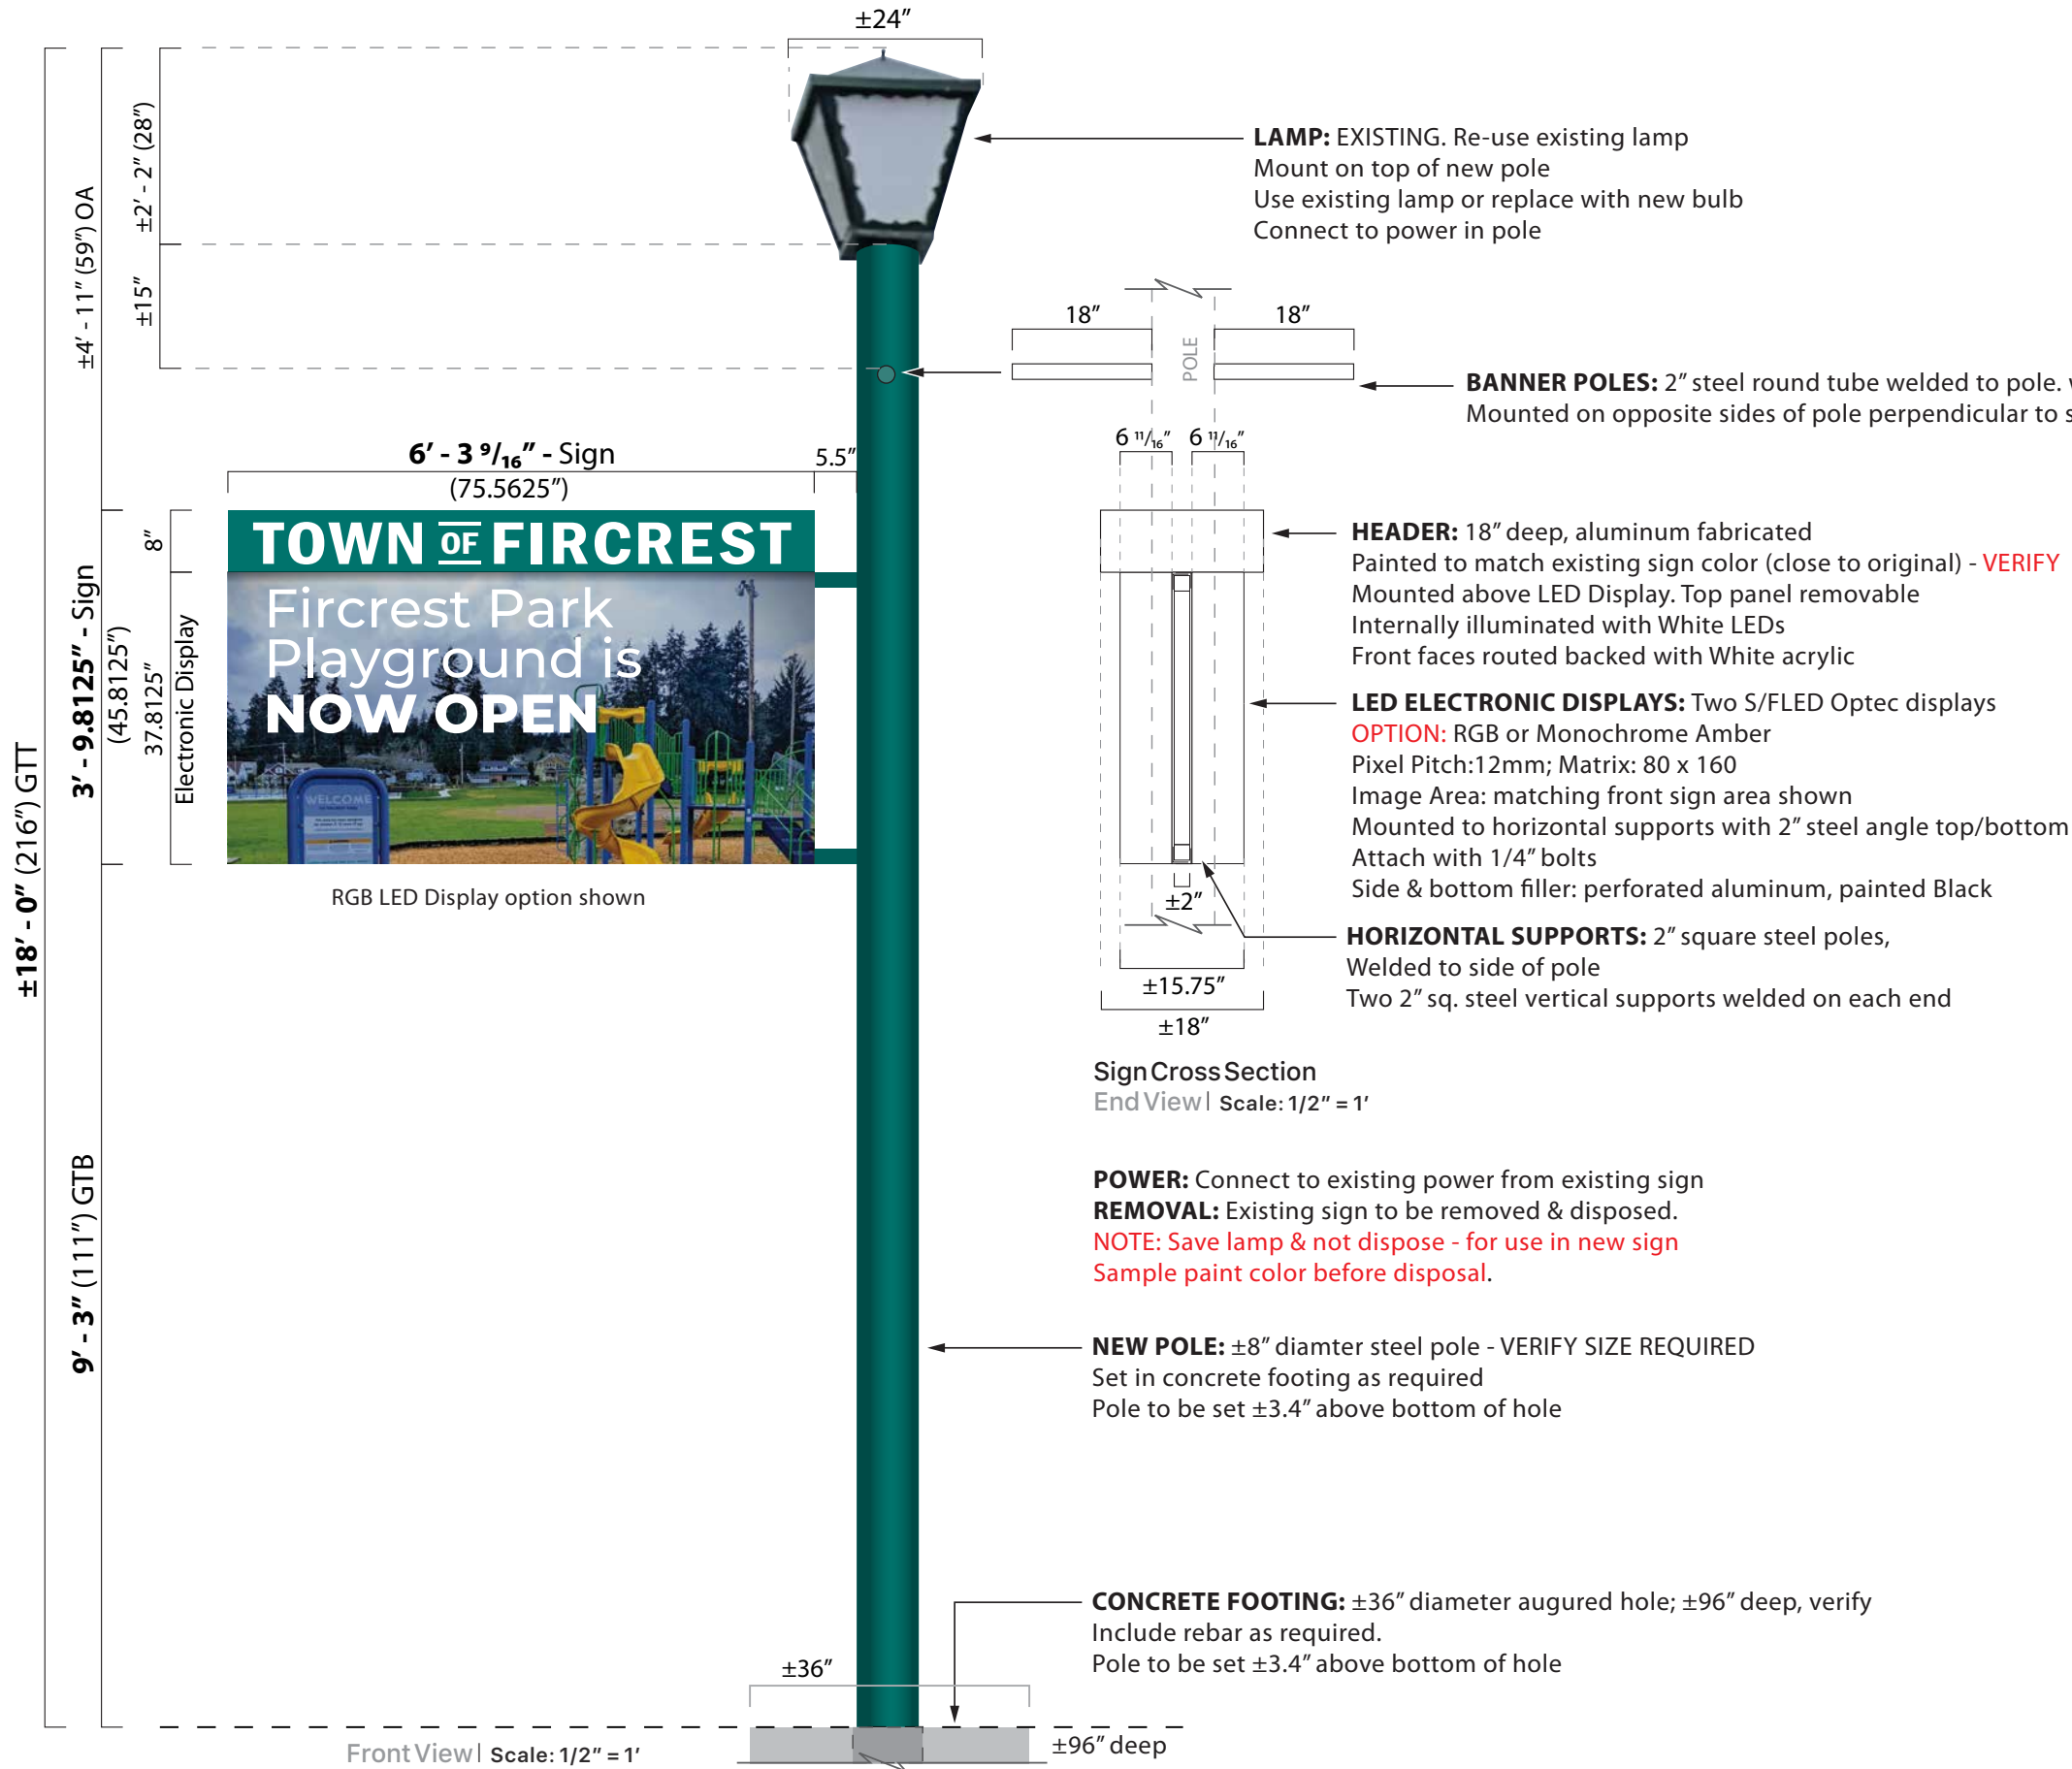 ±24”
±2’ - 2” (28”)
±4’ - 11” (59”) OA
±15”
LAMP: EXISTING. Re-use existing lamp
Mount on top of new pole
Use existing lamp or replace with new bulb
Connect to power in pole
18”
18”
POLE
BANNER POLES: 2” steel round tube welded to pole.
Mounted on opposite sides of pole perpendicular to
6’ - 3 9/16” - Sign
(75.5625”)
5.5”
6 11/16”
6 11/16”
TOWN OF FIRCREST
Fircrest Park
Playground is
NOW OPEN
WELCOME
8”
3’ - 9.8125” - Sign
(45.8125”)
37.8125”
Electronic Display
±18’ - 0” (216”) GTT
RGB LED Display option shown
HEADER: 18” deep, aluminum fabricated
Painted to match existing sign color (close to original) - VERIFY
Mounted above LED Display. Top panel removable
Internally illuminated with White LEDs
Front faces routed backed with White acrylic
LED ELECTRONIC DISPLAYS: Two S/FLED Optec displays
OPTION: RGB or Monochrome Amber
Pixel Pitch:12mm; Matrix: 80 x 160
Image Area: matching front sign area shown
Mounted to horizontal supports with 2” steel angle top/bottom
Attach with 1/4” bolts
Side & bottom filler: perforated aluminum, painted Black
±2”
HORIZONTAL SUPPORTS: 2” square steel poles,
Welded to side of pole
Two 2” sq. steel vertical supports welded on each end
±15.75”
±18”
Sign Cross Section
End View | Scale: 1/2” = 1’
9’ - 3” (111”) GTB
POWER: Connect to existing power from existing sign
REMOVAL: Existing sign to be removed & disposed.
NOTE: Save lamp & not dispose - for use in new sign
Sample paint color before disposal.
NEW POLE: ±8” diamter steel pole - VERIFY SIZE REQUIRED
Set in concrete footing as required
Pole to be set ±3.4” above bottom of hole
CONCRETE FOOTING: ±36” diameter augured hole; ±96” deep, verify
Include rebar as required.
Pole to be set ±3.4” above bottom of hole
±36”
±96” deep
Front View | Scale: 1/2” = 1’